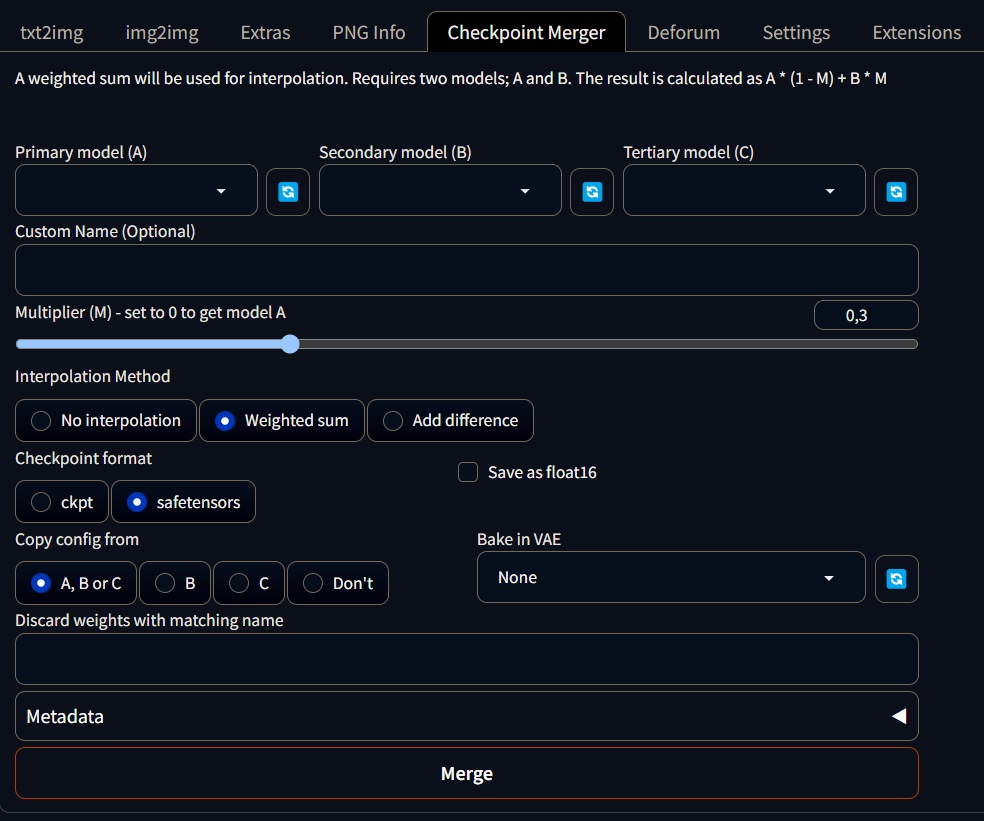 txt2img img2img Extras PNG Info Checkpoint Merger Deforum Settings Extensions
A weighted sum will be used for interpolation. Requires two models; A and B. The result is calculated as A * (1 - M) + B * M
Primary model (A) Secondary model (B) Tertiary model (C)
Custom Name (Optional)
Multiplier (M) - set to 0 to get model A 0,3
Interpolation Method
No interpolation Weighted sum Add difference
Checkpoint format
Save as float16
ckpt safetensors
Copy config from Bake in VAE
A, B or C B C Don't None
Discard weights with matching name
Metadata
Merge